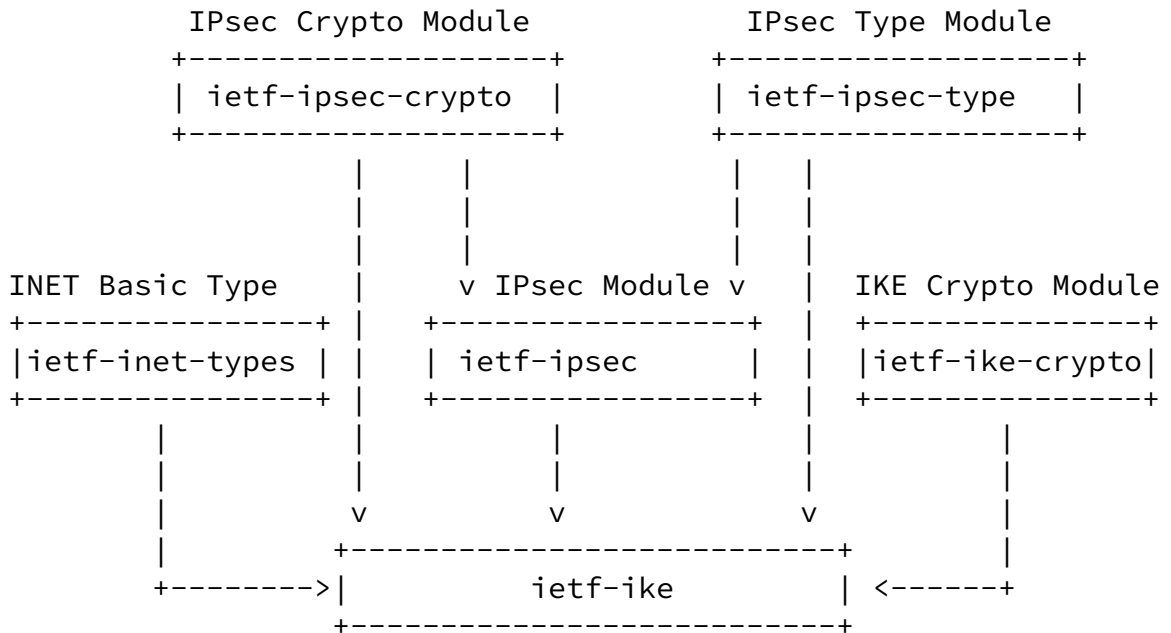 IPsec Crypto Module IPsec Type Module
ietf-ipsec-crypto ietf-ipsec-type
INET Basic Type v IPsec Module v IKE Crypto Module
ietf-inet-types ietf-ipsec ietf-ike-crypto
v v v
ietf-ike